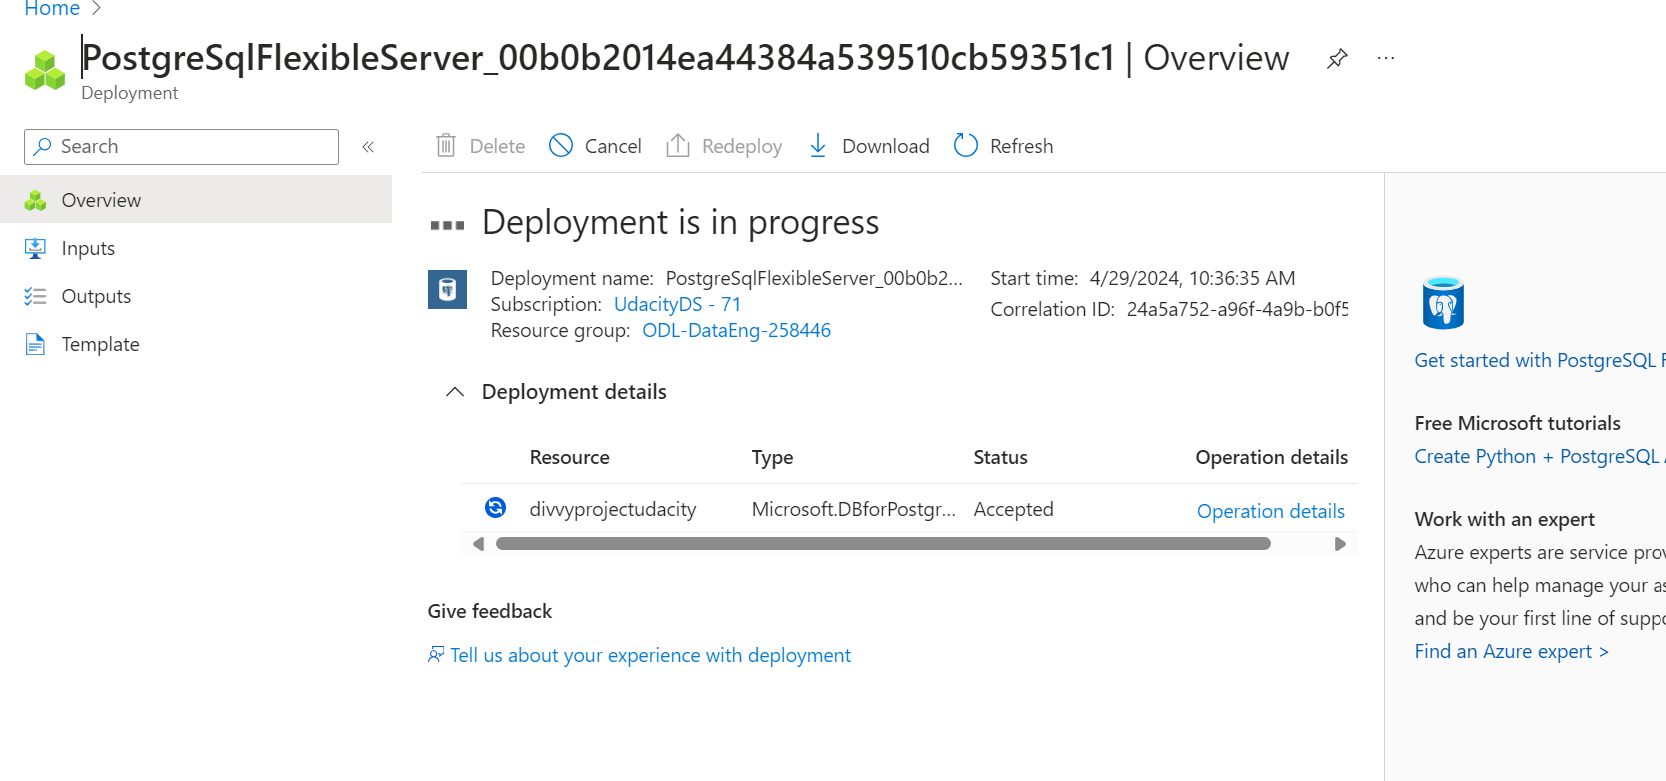 Home
PostgreSqlFlexibleServer_00b0b2014ea44384a539510cb59351c1 | Overview
Deployment
Search
Overview
Inputs
Outputs
Template
Delete
Cancel
Redeploy
Download
Refresh
Deployment is in progress
Deployment name: PostgreSqlFlexibleServer_00b0b2...
Subscription: UdacityDS - 71
Resource group: ODL-DataEng-258446
Start time: 4/29/2024, 10:36:35 AM
Correlation ID: 24a5a752-a96f-4a9b-b0f5
Deployment details
Resource Type Status Operation details
divvyprojectudacity Microsoft.DBforPostgr... Accepted Operation details
Give feedback
Tell us about your experience with deployment
Get started with PostgreSQL
Free Microsoft tutorials
Create Python + PostgreSQL
Work with an expert
Azure experts are service prov
who can help manage your as
and be your first line of suppo
Find an Azure expert >